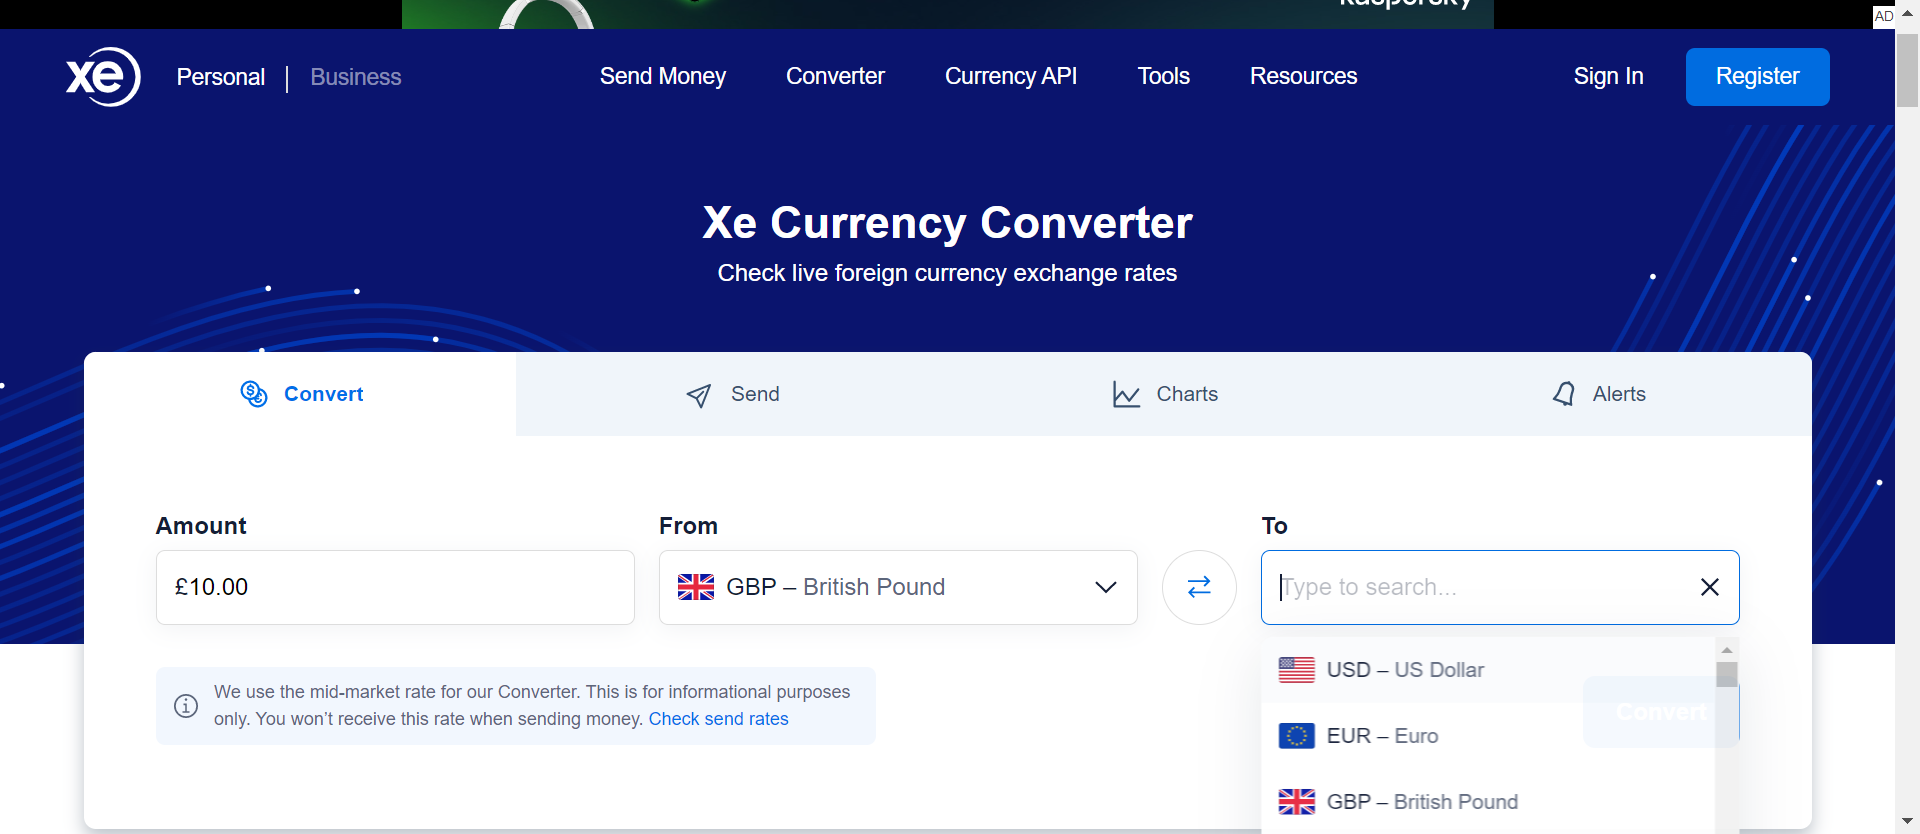 kaspersky
AD
xe
Personal | Business
Send Money
Converter
Currency API
Tools
Resources
Sign In
Register
Xe Currency Converter
Check live foreign currency exchange rates
Convert
Send
Charts
Alerts
Amount
From
To
£10.00
GBP – British Pound
Type to search...
We use the mid-market rate for our Converter. This is for informational purposes
only. You won’t receive this rate when sending money. Check send rates
USD – US Dollar
Convert
EUR – Euro
GBP – British Pound